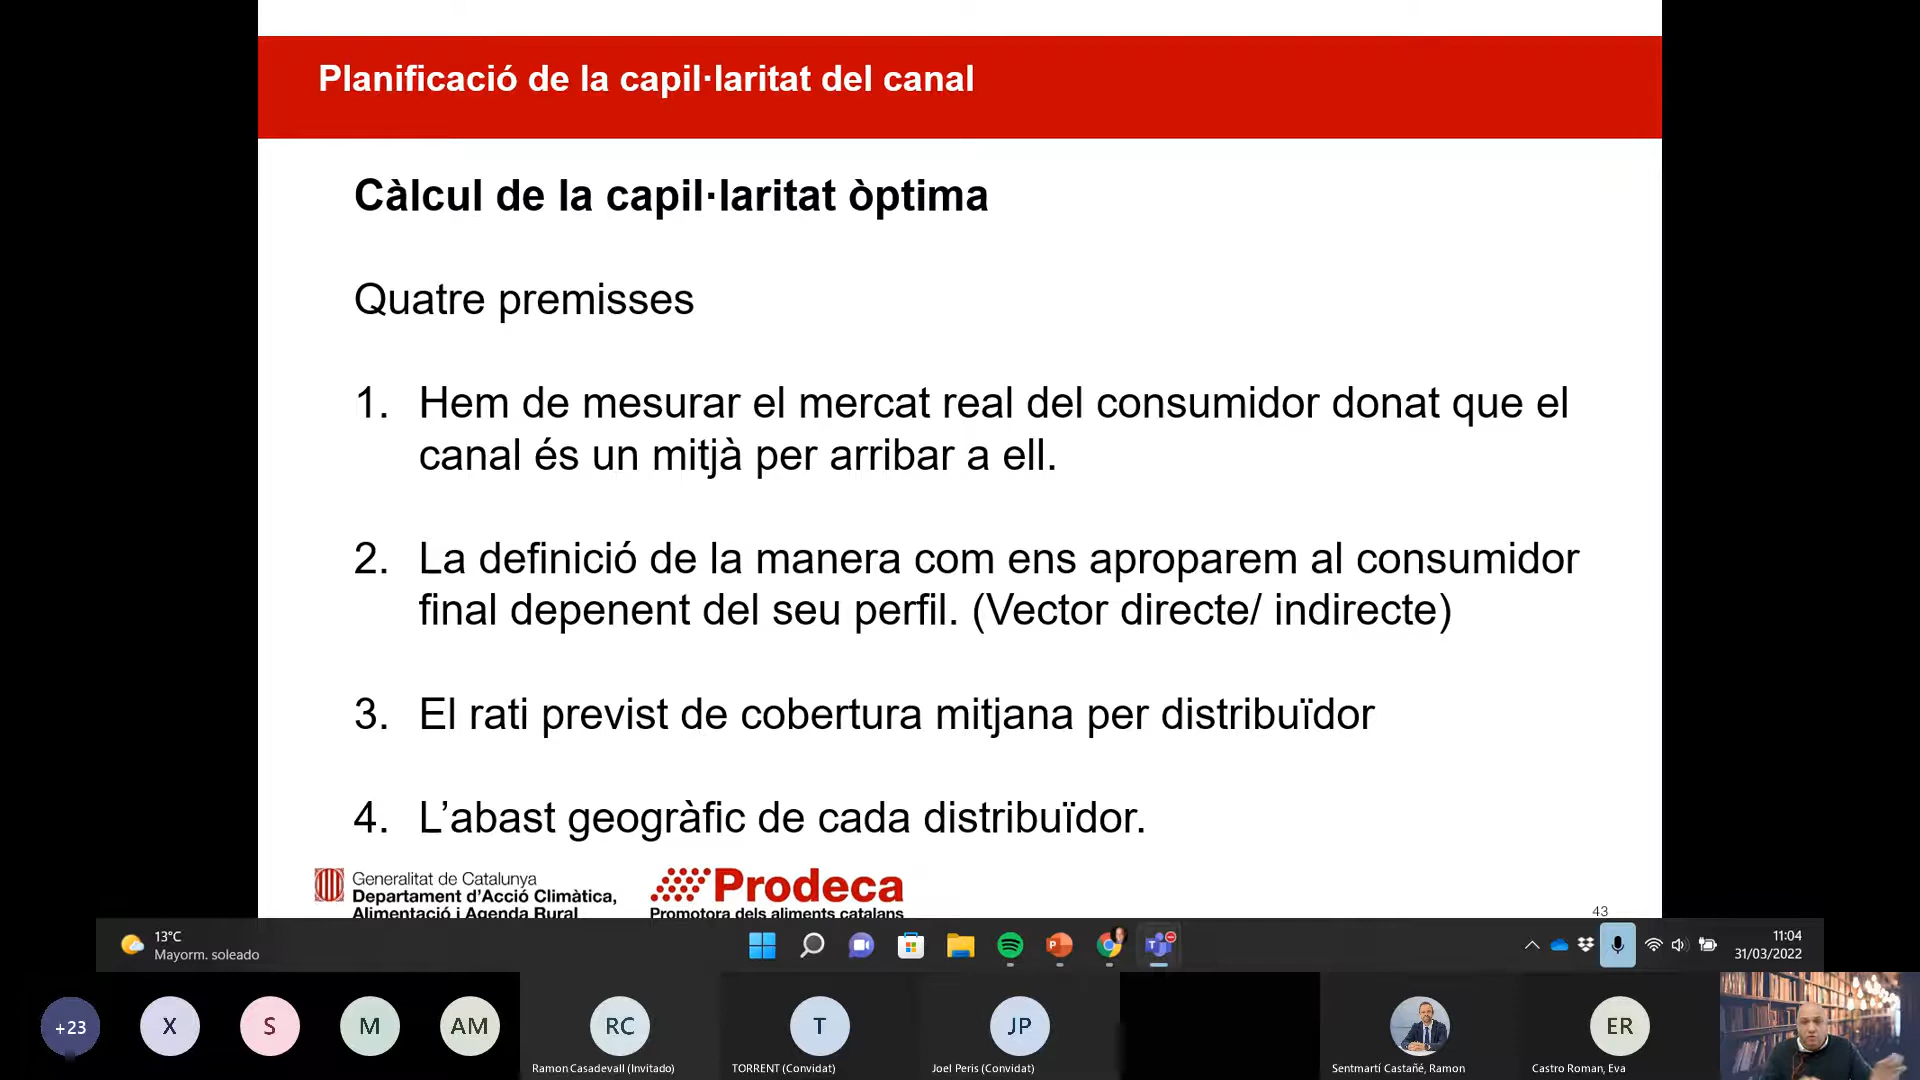 Planificació de la capil·laritat del canal
Càlcul de la capil·laritat òptima
Quatre premisses
1. Hem de mesurar el mercat real del consumidor donat que el
canal és un mitjà per arribar a ell.
2. La definició de la manera com ens aproparem al consumidor
final depenent del seu perfil. (Vector directe/ indirecte)
3. El rati previst de cobertura mitjana per distribuïdor
4. L’abast geogràfic de cada distribuïdor.
Generalitat de Catalunya
Departament d’Acció Climàtica,
Alimentació i Agenda Rural
Prodeca
Promotora dels aliments catalans
43
13°C
Mayorm. soleado
11:04
31/03/2022
+23
X
S
M
AM
RC
T
JP
ER
Ramon Casadevall (Invitado)
TORRENT (Convidat)
Joel Peris (Convidat)
Sentmartí Castañé, Ramon
Castro Roman, Eva